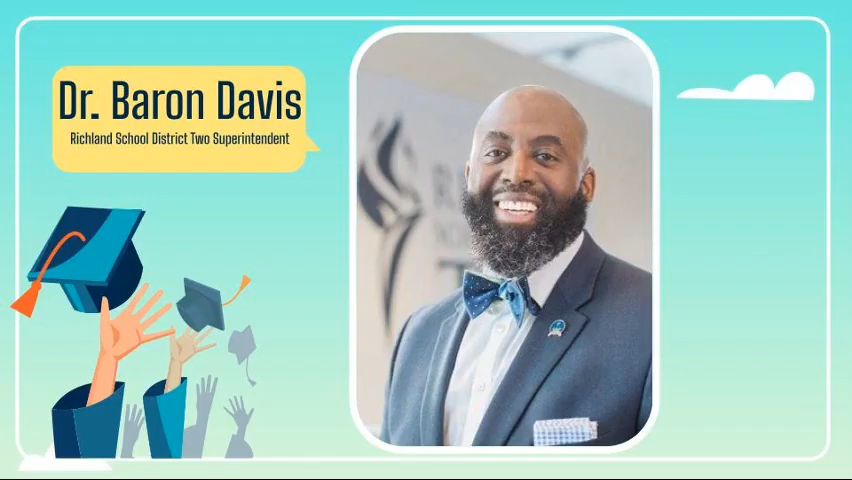 Dr. Baron Davis
Richland School District Two Superintendent